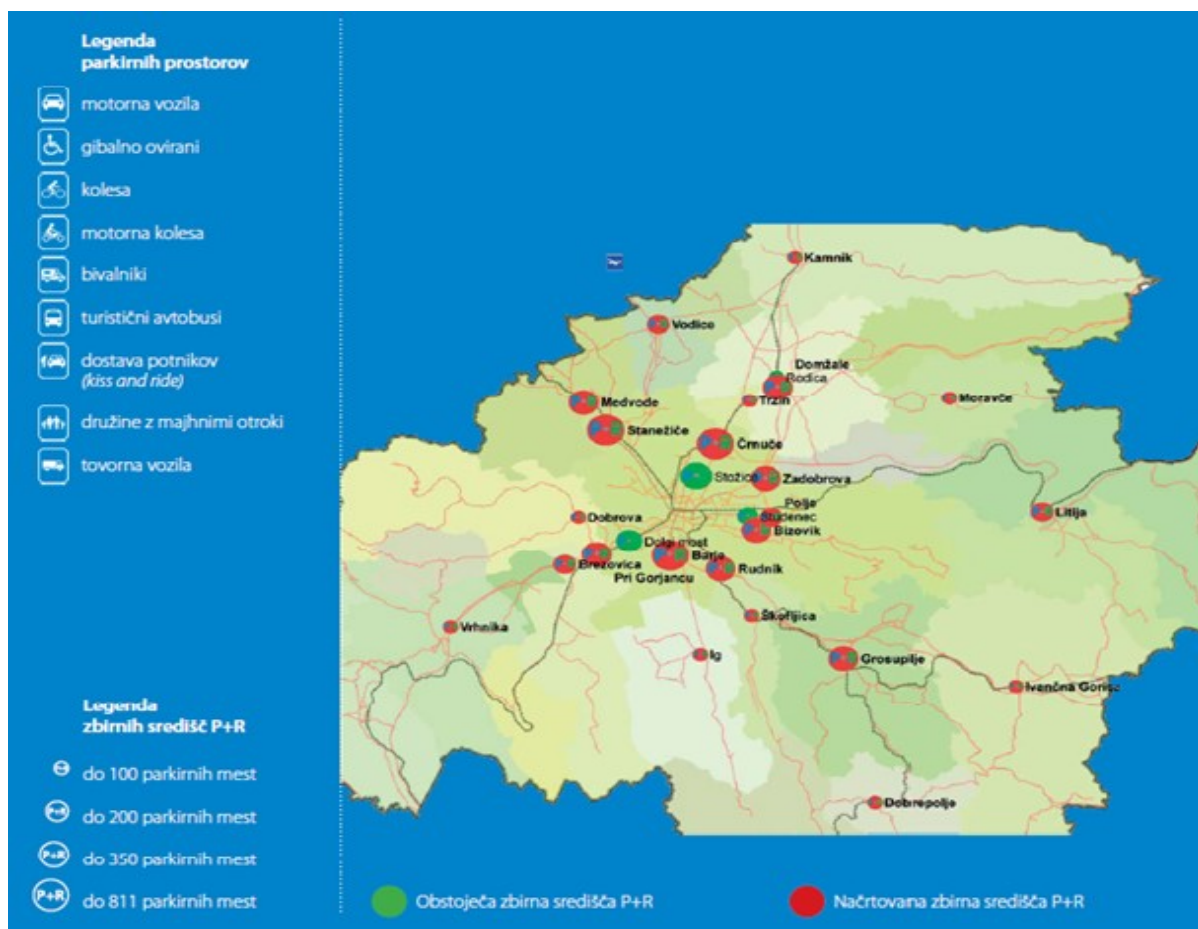 Legenda
parkirnih prostorov
motorna vozila
gibalno ovirani
kolesa
motorna kolesa
bivalniki
turistični avtobusi
dostava potnikov
(kiss and ride)
družine z majhnimi otroki
tovorna vozila
Kamnik
Vodice
Domžale
Rodica
Medvode
Trzin
Moravče
Stanežiče
Črnuče
Stožice
Zadobrova
Polje
Litija
Dobrova
Studenec
Bizovik
Dolgi most
Brezovica
Barje
Rudnik
Pri Gorjancu
Škofljica
Vrhnika
Ig
Grosuplje
Ivančna Gorica
Dobrepolje
Legenda
zbirnih središč P+R
do 100 parkirnih mest
P+R do 200 parkirnih mest
P+R do 350 parkirnih mest
P+R do 811 parkirnih mest
Obstoječa zbirna središča P+R
Načrtovana zbirna središča P+R